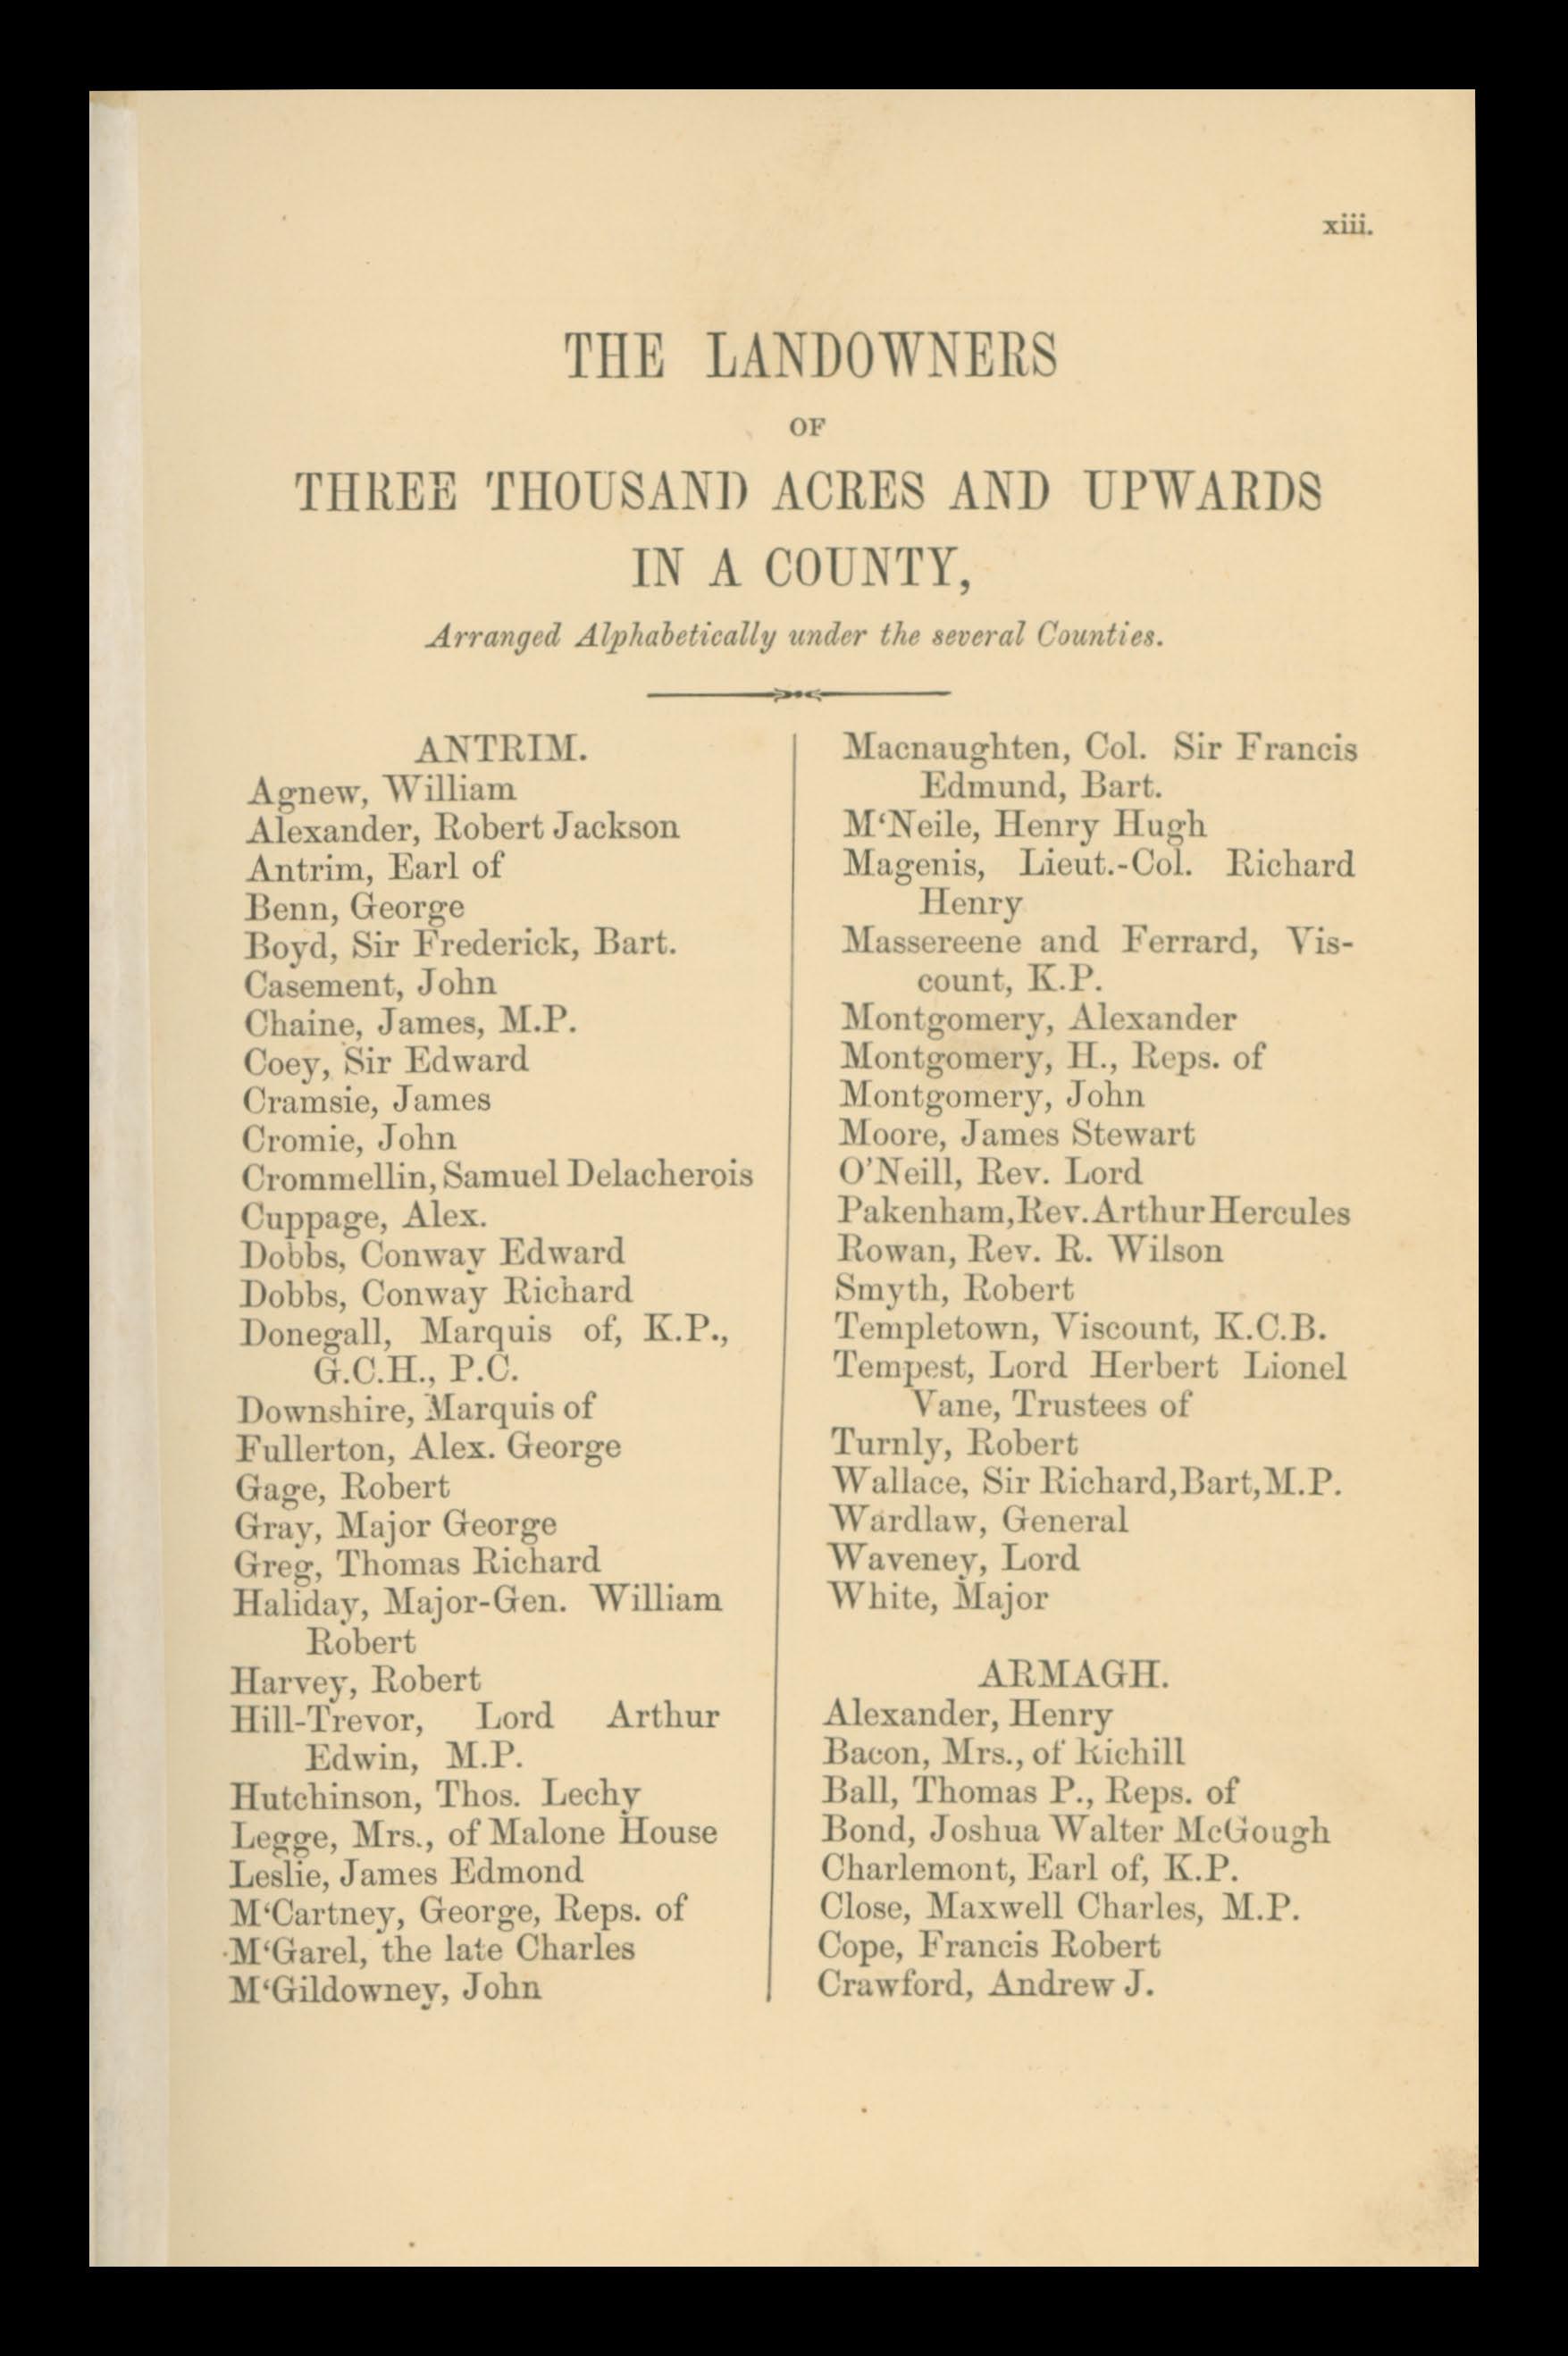 xiii.
THE LANDOWNERS
OF
THREE THOUSAND ACRES AND UPWARDS
IN A COUNTY,
Arranged Alphabetically under the several Counties.
ANTRIM.
Agnew, William
Alexander, Robert Jackson
Antrim, Earl of
Benn, George
Boyd, Sir Frederick, Bart.
Casement, John
Chaine, James, M.P.
Coey, Sir Edward
Cramsie, James
Cromie, John
Crommellin, Samuel Delacherois
Cuppage, Alex.
Dobbs, Conway Edward
Dobbs, Conway Richard
Donegall, Marquis of, K.P.,
G.C.H., P.C.
Downshire, Marquis of
Fullerton, Alex. George
Gage, Robert
Gray, Major George
Greg, Thomas Richard
Haliday, Major-Gen. William
Robert
Harvey, Robert
Hill-Trevor, Lord Arthur
Edwin, M.P.
Hutchinson, Thos. Lechy
Legge, Mrs., of Malone House
Leslie, James Edmond
M‘Cartney, George, Reps. of
M‘Garel, the late Charles
M‘Gildowney, John
Macnaughten, Col. Sir Francis
Edmund, Bart.
M‘Neile, Henry Hugh
Magenis, Lieut.-Col. Richard
Henry
Massereene and Ferrard, Vis-
count, K.P.
Montgomery, Alexander
Montgomery, H., Reps. of
Montgomery, John
Moore, James Stewart
O’Neill, Rev. Lord
Pakenham, Rev. Arthur Hercules
Rowan, Rev. R. Wilson
Smyth, Robert
Templetown, Viscount, K.C.B.
Tempest, Lord Herbert Lionel
Vane, Trustees of
Turnly, Robert
Wallace, Sir Richard, Bart, M.P.
Wardlaw, General
Waveney, Lord
White, Major
ARMAGH.
Alexander, Henry
Bacon, Mrs., of Richill
Ball, Thomas P., Reps. of
Bond, Joshua Walter McGough
Charlemont, Earl of, K.P.
Close, Maxwell Charles, M.P.
Cope, Francis Robert
Crawford, Andrew J.